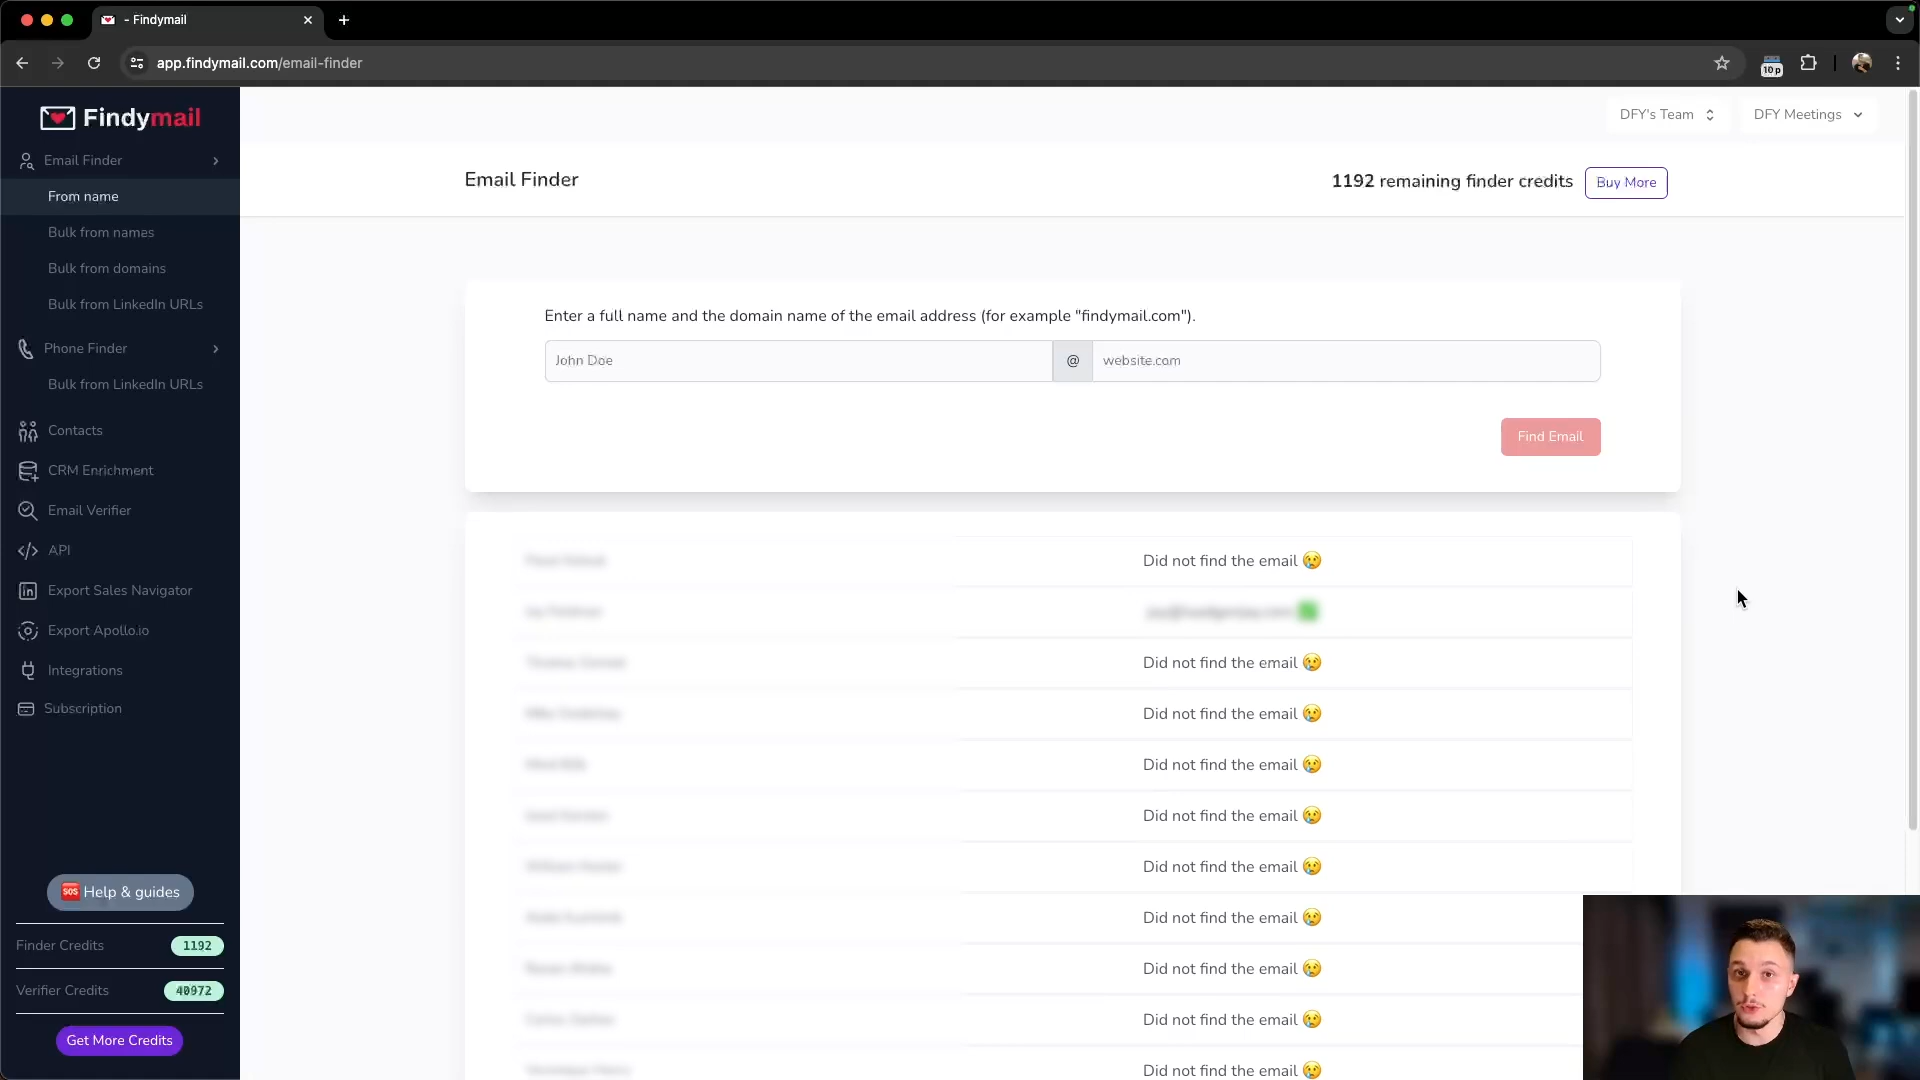 - Findymail
app.findymail.com/email-finder
10 p
Findymail
DFY's Team
DFY Meetings
Email Finder
From name
Bulk from names
Bulk from domains
Bulk from LinkedIn URLs
Phone Finder
Bulk from LinkedIn URLs
Contacts
CRM Enrichment
Email Verifier
API
Export Sales Navigator
Export Apollo.io
Integrations
Subscription
SOS Help & guides
Finder Credits 1192
Verifier Credits 40972
Get More Credits
Email Finder
1192 remaining finder credits
Buy More
Enter a full name and the domain name of the email address (for example "findymail.com").
John Doe @ website.com
Find Email
Did not find the email 😢
Did not find the email 😢
Did not find the email 😢
Did not find the email 😢
Did not find the email 😢
Did not find the email 😢
Did not find the email 😢
Did not find the email 😢
Did not find the email 😢
Did not find the email 😢